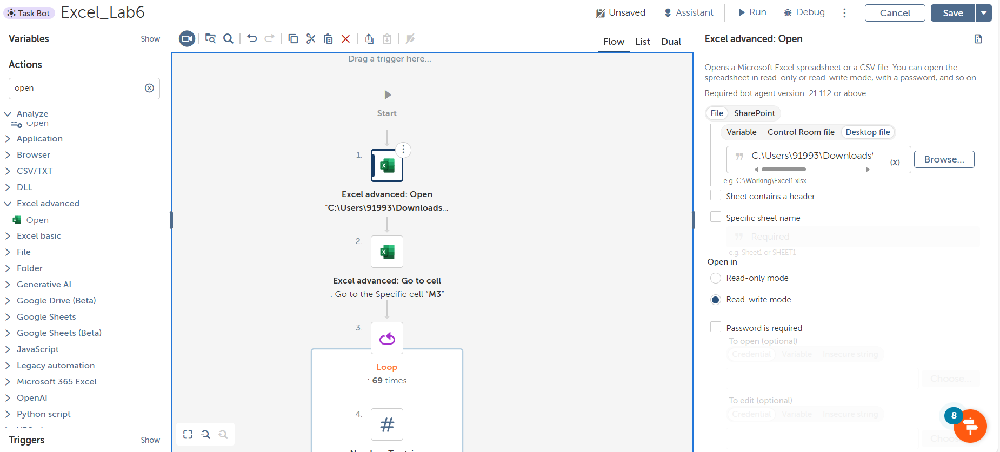 Task Bot Excel_Lab6
Unsaved Assistant Run Debug Cancel Save
Variables Show
Actions
open
Analyze
Open
Application
Browser
CSV/TXT
DLL
Excel advanced
Open
Excel basic
File
Folder
Generative AI
Google Drive (Beta)
Google Sheets
Google Sheets (Beta)
JavaScript
Legacy automation
Microsoft 365 Excel
OpenAI
Python script
Triggers Show
Flow List Dual
Drag a trigger here...
Start
1.
Excel advanced: Open
“C:\Users\91993\Downloads...
2.
Excel advanced: Go to cell
: Go to the Specific cell “M3”
3.
Loop
: 69 times
4.
#
Excel advanced: Open
Opens a Microsoft Excel spreadsheet or a CSV file. You can open the
spreadsheet in read-only or read-write mode, with a password, and so on.
Required bot agent version: 21.112 or above
File SharePoint
Variable Control Room file Desktop file
C:\Users\91993\Downloads\ (x) Browse...
e.g. C:\Working\Excel1.xlsx
Sheet contains a header
Specific sheet name
Required
e.g. Sheet1 or SHEET1
Open in
Read-only mode
Read-write mode
Password is required
To open (optional)
Credential Variable Insecure string
Choose...
To edit (optional)
Credential Variable Insecure string
8